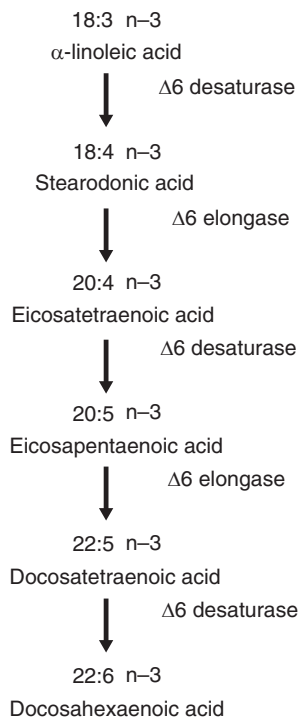 18:3 n–3
α-linoleic acid
Δ6 desaturase
18:4 n–3
Stearodonic acid
Δ6 elongase
20:4 n–3
Eicosatetraenoic acid
Δ6 desaturase
20:5 n–3
Eicosapentaenoic acid
Δ6 elongase
22:5 n–3
Docosatetraenoic acid
Δ6 desaturase
22:6 n–3
Docosahexaenoic acid